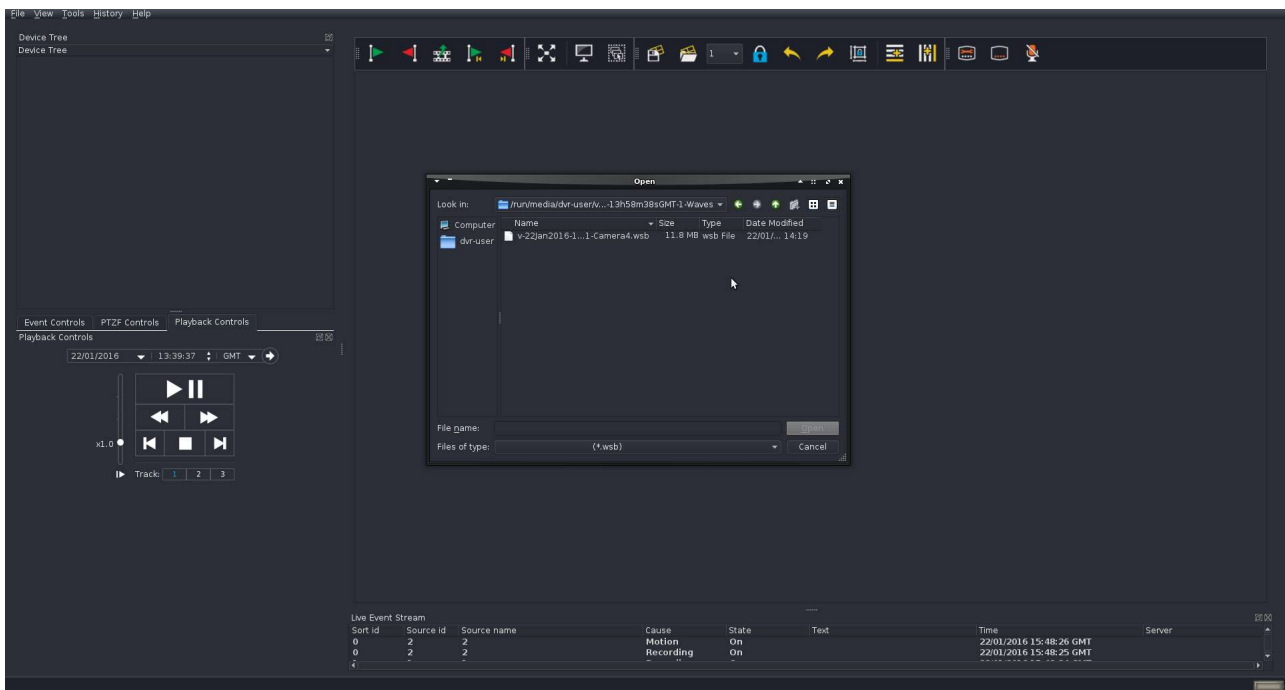 File View Tools History Help
Device Tree
Device Tree
1
Open
Look in: /run/media/dvr-user/v...-13h58m38sGMT-1-Waves
Computer
dvr-user
Name Size Type Date Modified
v-22Jan2016-1...1-Camera4.wsb 11.8 MB wsb File 22/01/... 14:19
Event Controls PTZF Controls Playback Controls
Playback Controls
22/01/2016 13:39:37 GMT
x1.0
Track: 1 2 3
File name: Open
Files of type: (*.wsb) Cancel
Live Event Stream
Sort id Source id Source name Cause State Text Time Server
0 2 2 Motion On 22/01/2016 15:48:26 GMT
0 2 2 Recording On 22/01/2016 15:48:25 GMT